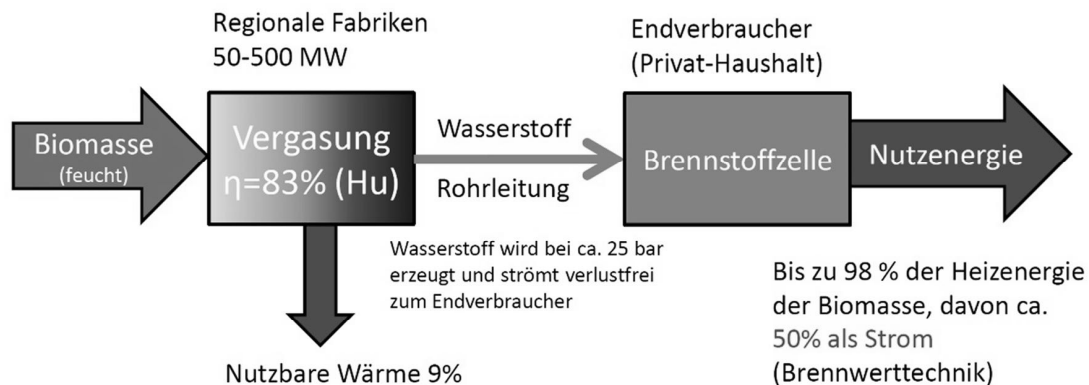 Regionale Fabriken
50-500 MW
Endverbraucher
(Privat-Haushalt)
Biomasse
(feucht)
Vergasung
η=83% (Hu)
Wasserstoff
Rohrleitung
Brennstoffzelle
Nutzenergie
Wasserstoff wird bei ca. 25 bar
erzeugt und strömt verlustfrei
zum Endverbraucher
Bis zu 98 % der Heizenergie
der Biomasse, davon ca.
50% als Strom
(Brennwerttechnik)
Nutzbare Wärme 9%